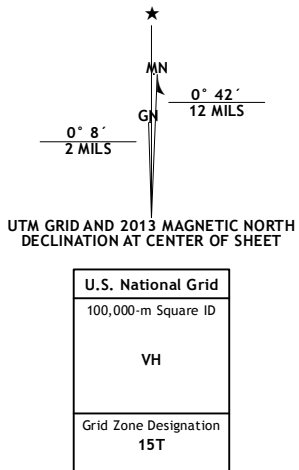 ★
MN
0° 42´
12 MILS
GN
0° 8´
2 MILS
UTM GRID AND 2013 MAGNETIC NORTH
DECLINATION AT CENTER OF SHEET
U.S. National Grid
100,000-m Square ID
VH
Grid Zone Designation
15T